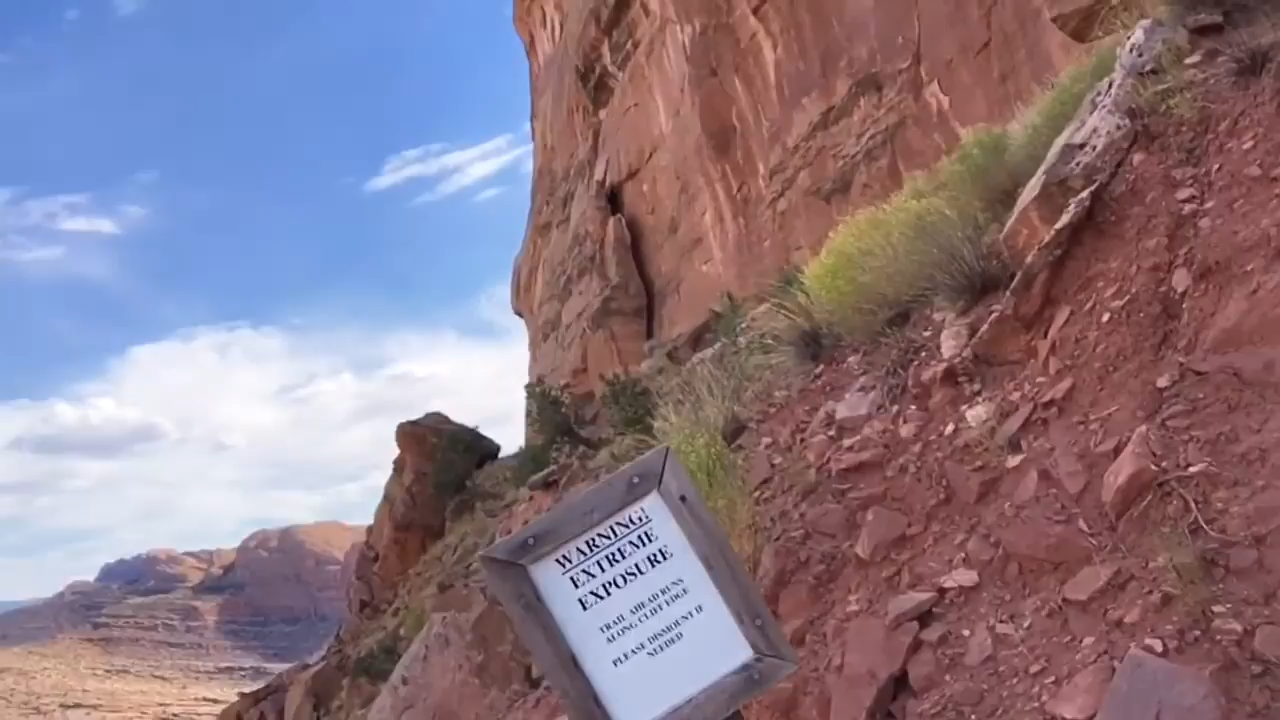 WARNING!
EXTREME
EXPOSURE
TRAIL AHEAD RUNS
ALONG CLIFF EDGE
PLEASE DISMOUNT IF
NEEDED